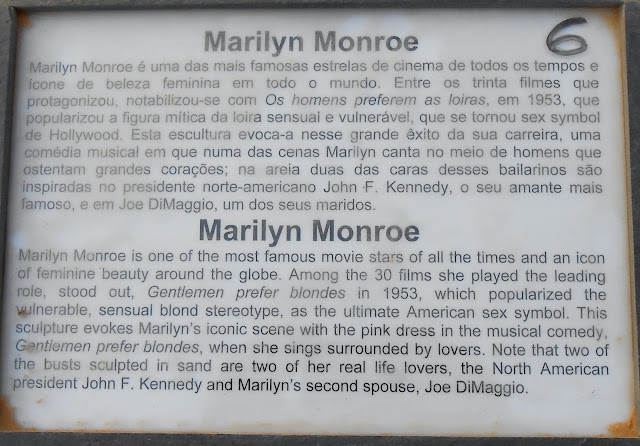 Marilyn Monroe
6
Marilyn Monroe é uma das mais famosas estrelas de cinema de todos os tempos e
ícone de beleza feminina em todo o mundo. Entre os trinta filmes que
protagonizou, notabilizou-se com Os homens preferem as loiras, em 1953, que
popularizou a figura mítica da loira sensual e vulnerável, que se tornou sex symbol
de Hollywood. Esta escultura evoca-a nesse grande êxito da sua carreira, uma
comédia musical em que numa das cenas Marilyn canta no meio de homens que
ostentam grandes corações; na areia duas das caras desses bailarinos são
inspiradas no presidente norte-americano John F. Kennedy, o seu amante mais
famoso, e em Joe DiMaggio, um dos seus maridos.
Marilyn Monroe
Marilyn Monroe is one of the most famous movie stars of all the times and an icon
of feminine beauty around the globe. Among the 30 films she played the leading
role, stood out, Gentlemen prefer blondes in 1953, which popularized the
vulnerable, sensual blond stereotype, as the ultimate American sex symbol. This
sculpture evokes Marilyn's iconic scene with the pink dress in the musical comedy,
Gentlemen prefer blondes, when she sings surrounded by lovers. Note that two of
the busts sculpted in sand are two of her real life lovers, the North American
president John F. Kennedy and Marilyn's second spouse, Joe DiMaggio.